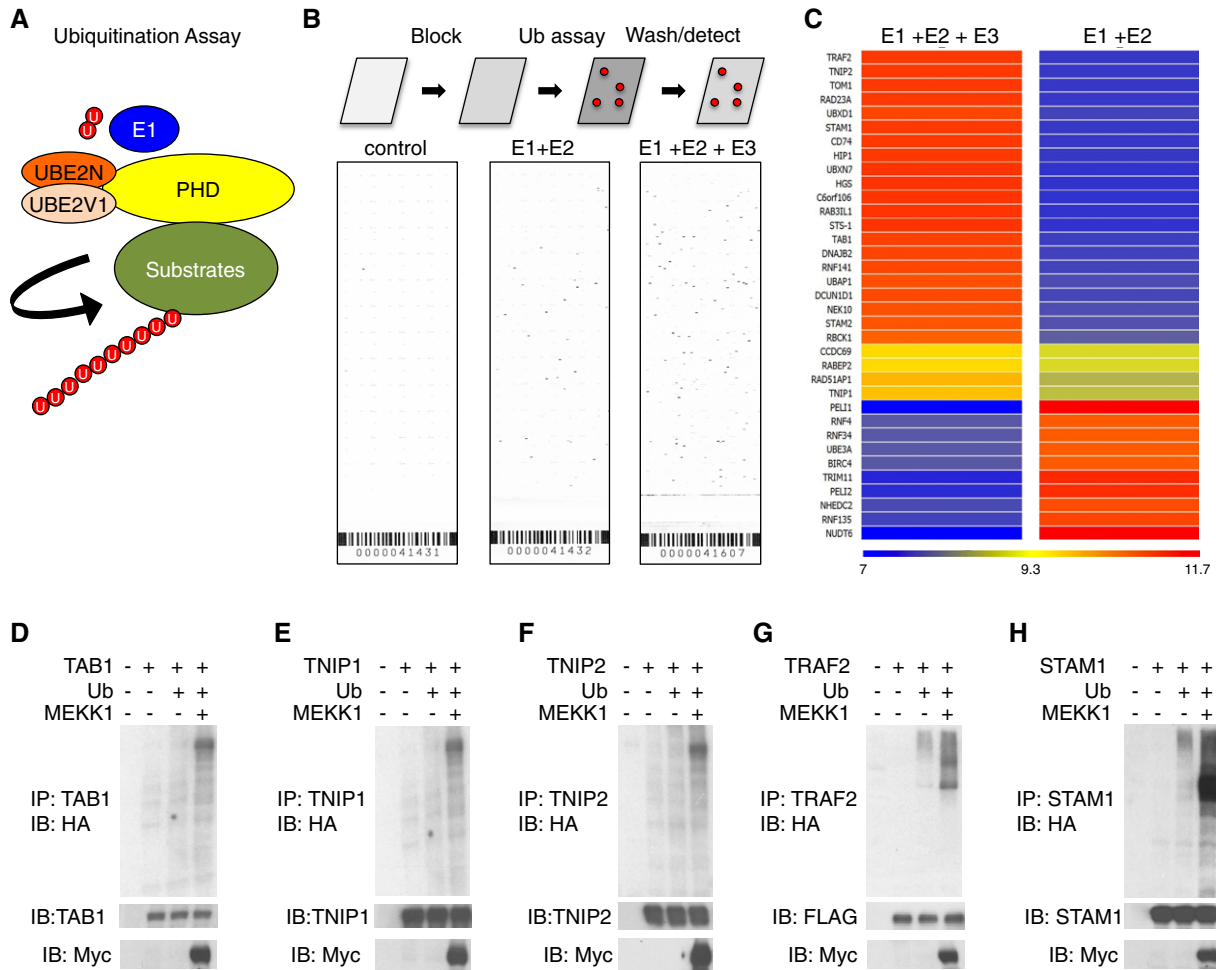 A
Ubiquitination Assay
U
U
E1
UBE2N
UBE2V1
PHD
Substrates
U U U U U U U U U U
B
Block Ub assay Wash/detect
control E1+E2 E1 +E2 + E3
0000041431
0000041432
0000041607
C
E1 +E2 + E3 E1 +E2
TRAF2
TNIP2
TOM1
RAD23A
UBXD1
STAM1
CD74
HIP1
UBXN7
HGS
C6orf106
RAB3IL1
STS-1
TAB1
DNAJB2
RNF141
UBAP1
DCUN1D1
NEK10
STAM2
RBCK1
CCDC69
RABEP2
RAD51AP1
TNIP1
PELI1
RNF4
RNF34
UBE3A
BIRC4
TRIM11
PELI2
NHEDC2
RNF135
NUDT6
7 9.3 11.7
D
TAB1 - + + +
Ub - - + +
MEKK1 - - - +
IP: TAB1
IB: HA
IB:TAB1
IB: Myc
E
TNIP1 - + + +
Ub - - + +
MEKK1 - - - +
IP: TNIP1
IB: HA
IB:TNIP1
IB: Myc
F
TNIP2 - + + +
Ub - - + +
MEKK1 - - - +
IP: TNIP2
IB: HA
IB:TNIP2
IB: Myc
G
TRAF2 - + + +
Ub - - + +
MEKK1 - - - +
IP: TRAF2
IB: HA
IB: FLAG
IB: Myc
H
STAM1 - + + +
Ub - - + +
MEKK1 - - - +
IP: STAM1
IB: HA
IB: STAM1
IB: Myc